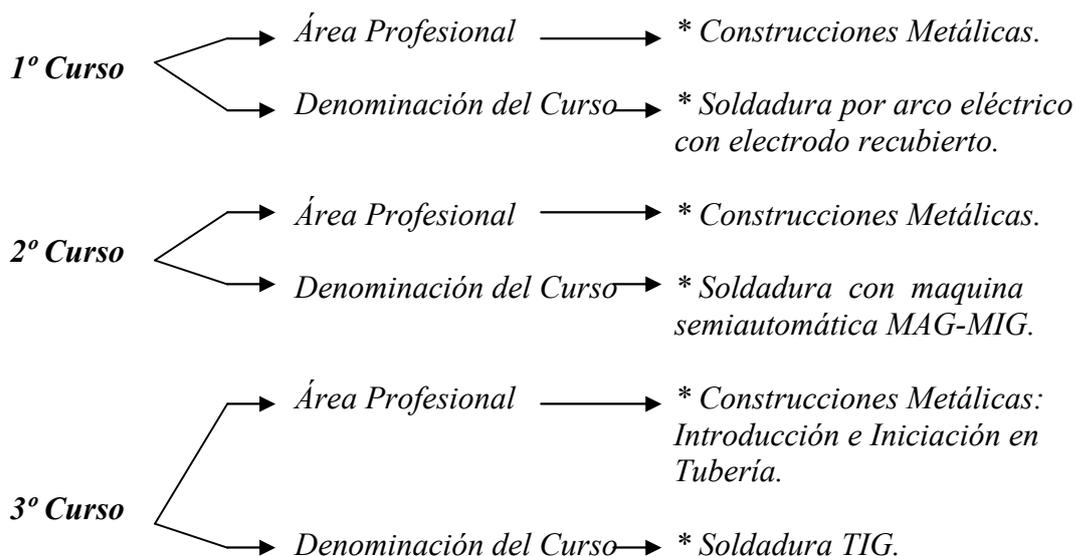 Área Profesional * Construcciones Metálicas.
1º Curso
Denominación del Curso * Soldadura por arco eléctrico
con electrodo recubierto.
Área Profesional * Construcciones Metálicas.
2º Curso
Denominación del Curso * Soldadura con maquina
semiautomática MAG-MIG.
Área Profesional * Construcciones Metálicas:
Introducción e Iniciación en
Tubería.
3º Curso
Denominación del Curso * Soldadura TIG.